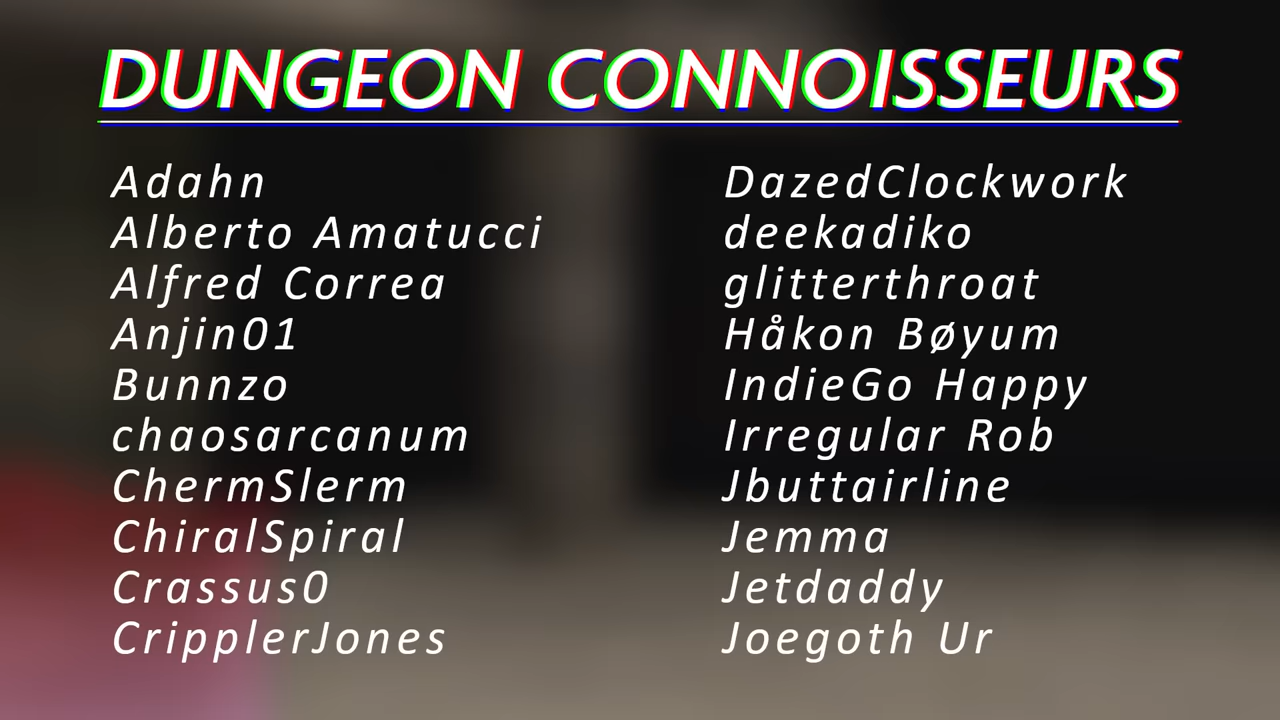 DUNGEON CONNOISSEURS
Adahn
Alberto Amatucci
Alfred Correa
Anjin01
Bunnzo
chaosarcanum
ChermSlerm
ChiralSpiral
Crassus0
CripplerJones
DazedClockwork
deekadiko
glitterthroat
Håkon Bøyum
IndieGo Happy
Irregular Rob
Jbuttairline
Jemma
Jetdaddy
Joegoth Ur